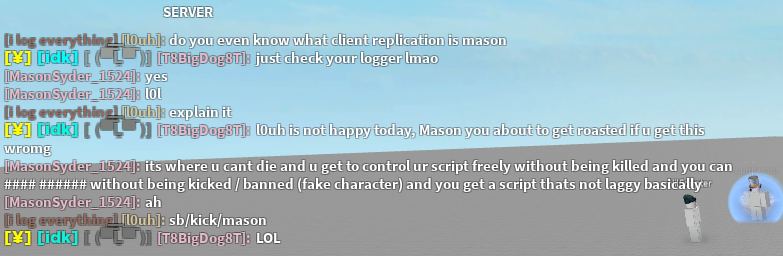 SERVER
[i log everything] [l0uh]: do you even know what client replication is mason
[¥] [idk] [ (▀̿Ĺ̯▀̿ ̿)] [T8BigDog8T]: just check your logger lmao
[MasonSyder_1524]: yes
[MasonSyder_1524]: l0l
[i log everything] [l0uh]: explain it
[¥] [idk] [T8BigDog8T]: l0uh is not happy today, Mason you about to get roasted if u get this
wromg
[MasonSyder_1524]: its where u cant die and u get to control ur script freely without being killed and you can
#### ###### without being kicked / banned (fake character) and you get a script thats not laggy basically
[MasonSyder_1524]: ah
[i log everything] [l0uh]: sb/kick/mason
[¥] [idk] [T8BigDog8T]: LOL